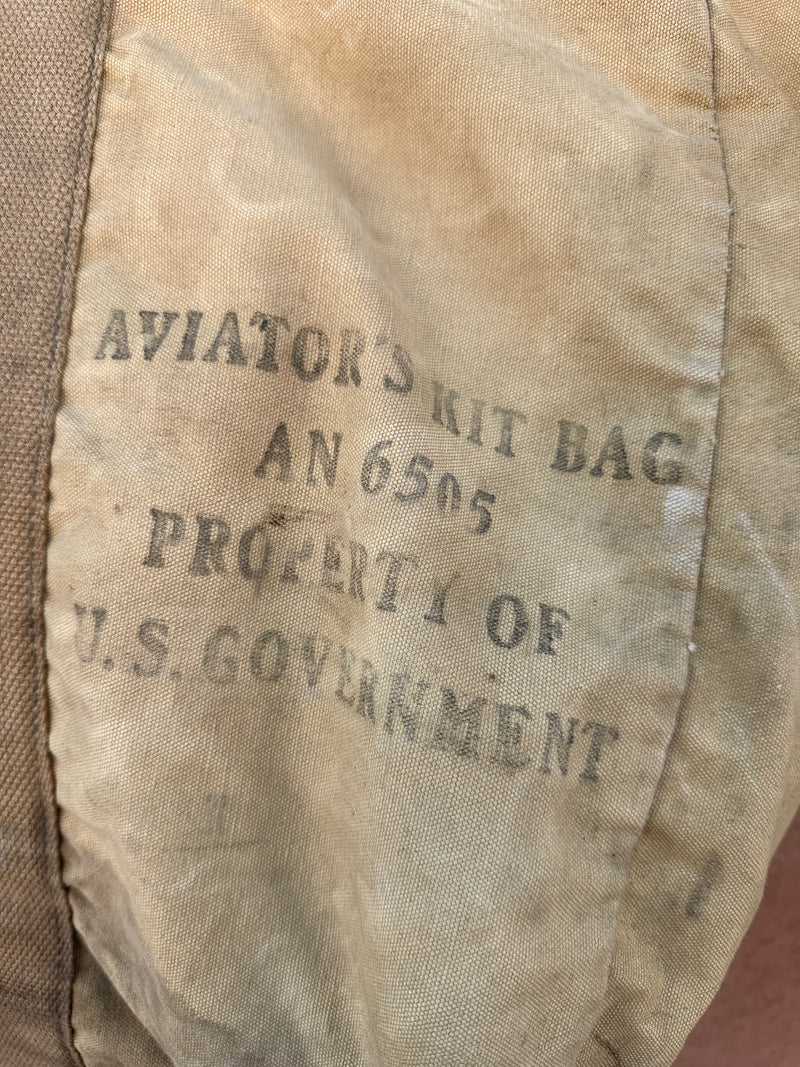 AVIATOR'S KIT BAG
AN 6505
PROPERTY OF
U.S. GOVERNMENT